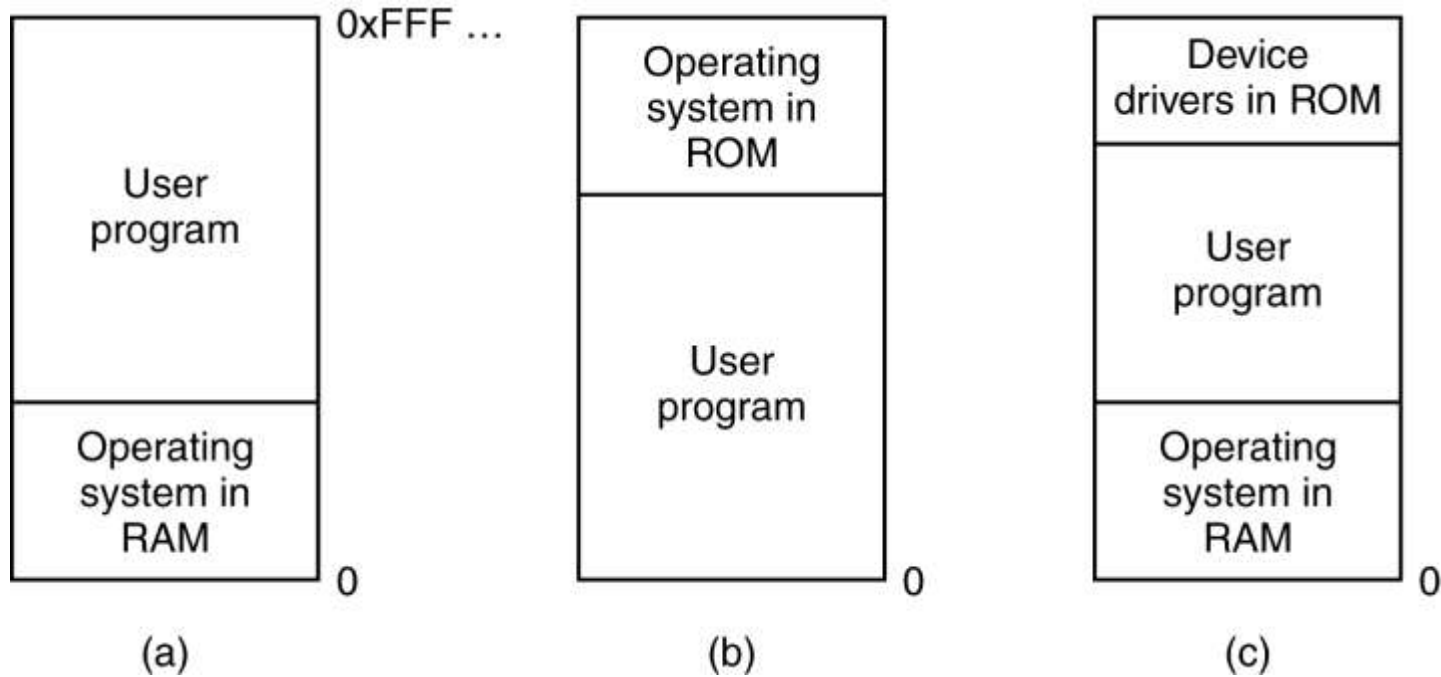 0xFFF ...
User
program
Operating
system in
RAM
0
(a)
Operating
system in
ROM
User
program
0
(b)
Device
drivers in ROM
User
program
Operating
system in
RAM
0
(c)